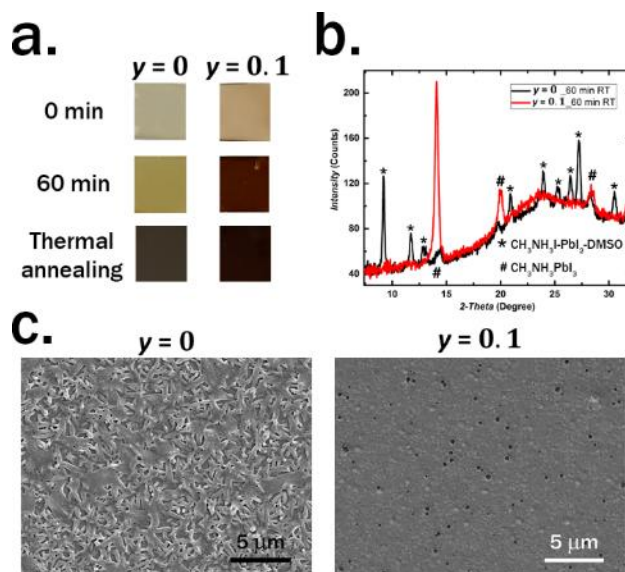 a.
y = 0 y = 0.1
0 min
60 min
Thermal
annealing
b.
200
160
120
80
40
Intensity (Counts)
y = 0 _60 min RT
y = 0.1_60 min RT
* * * * * * * * *
# # #
* CH₃NH₃I-PbI₂-DMSO
# CH₃NH₃PbI₃
10 15 20 25 30
2-Theta (Degree)
c.
y = 0 y = 0.1
5 μm 5 μm